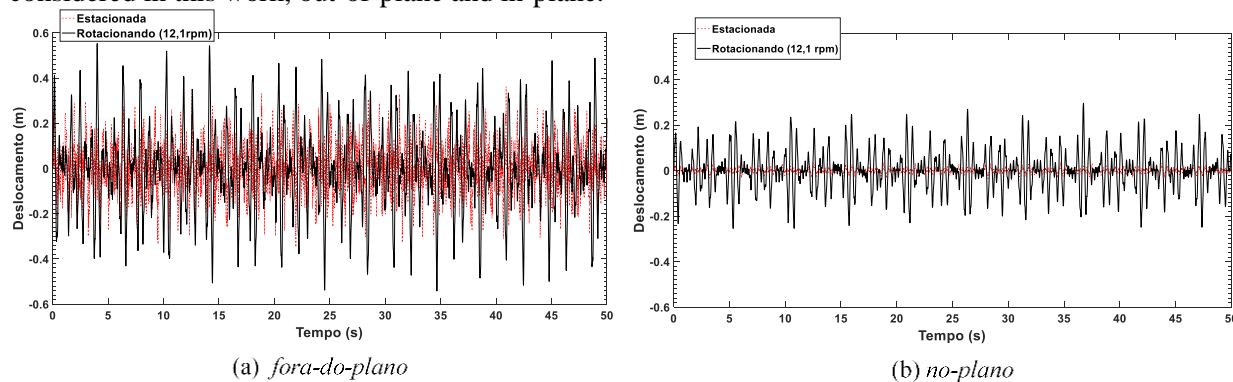 considered in this work, out-of-plane and in-plane.
Estacionada
Rotacionando (12,1rpm)
0.6
0.4
0.2
0
-0.2
-0.4
-0.6
Deslocamento (m)
0 5 10 15 20 25 30 35 40 45 50
Tempo (s)
(a) fora-do-plano
Estacionada
Rotacionando (12,1 rpm)
0.4
0.2
0
-0.2
-0.4
-0.6
Deslocamento (m)
0 5 10 15 20 25 30 35 40 45 50
Tempo (s)
(b) no-plano